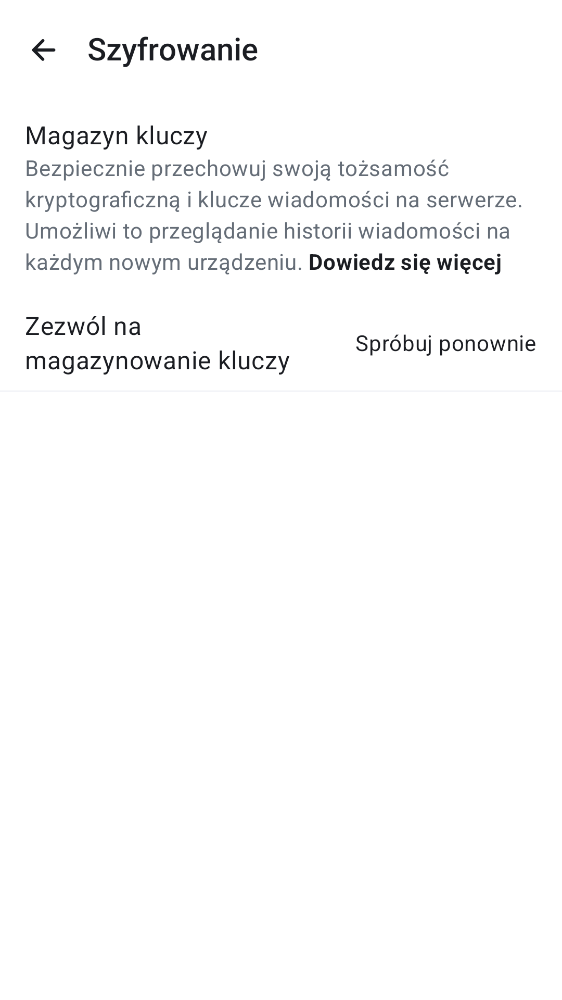 Szyfrowanie
Magazyn kluczy
Bezpiecznie przechowuj swoją tożsamość
kryptograficzną i klucze wiadomości na serwerze.
Umożliwi to przeglądanie historii wiadomości na
każdym nowym urządzeniu. Dowiedz się więcej
Zezwól na
magazynowanie kluczy
Spróbuj ponownie